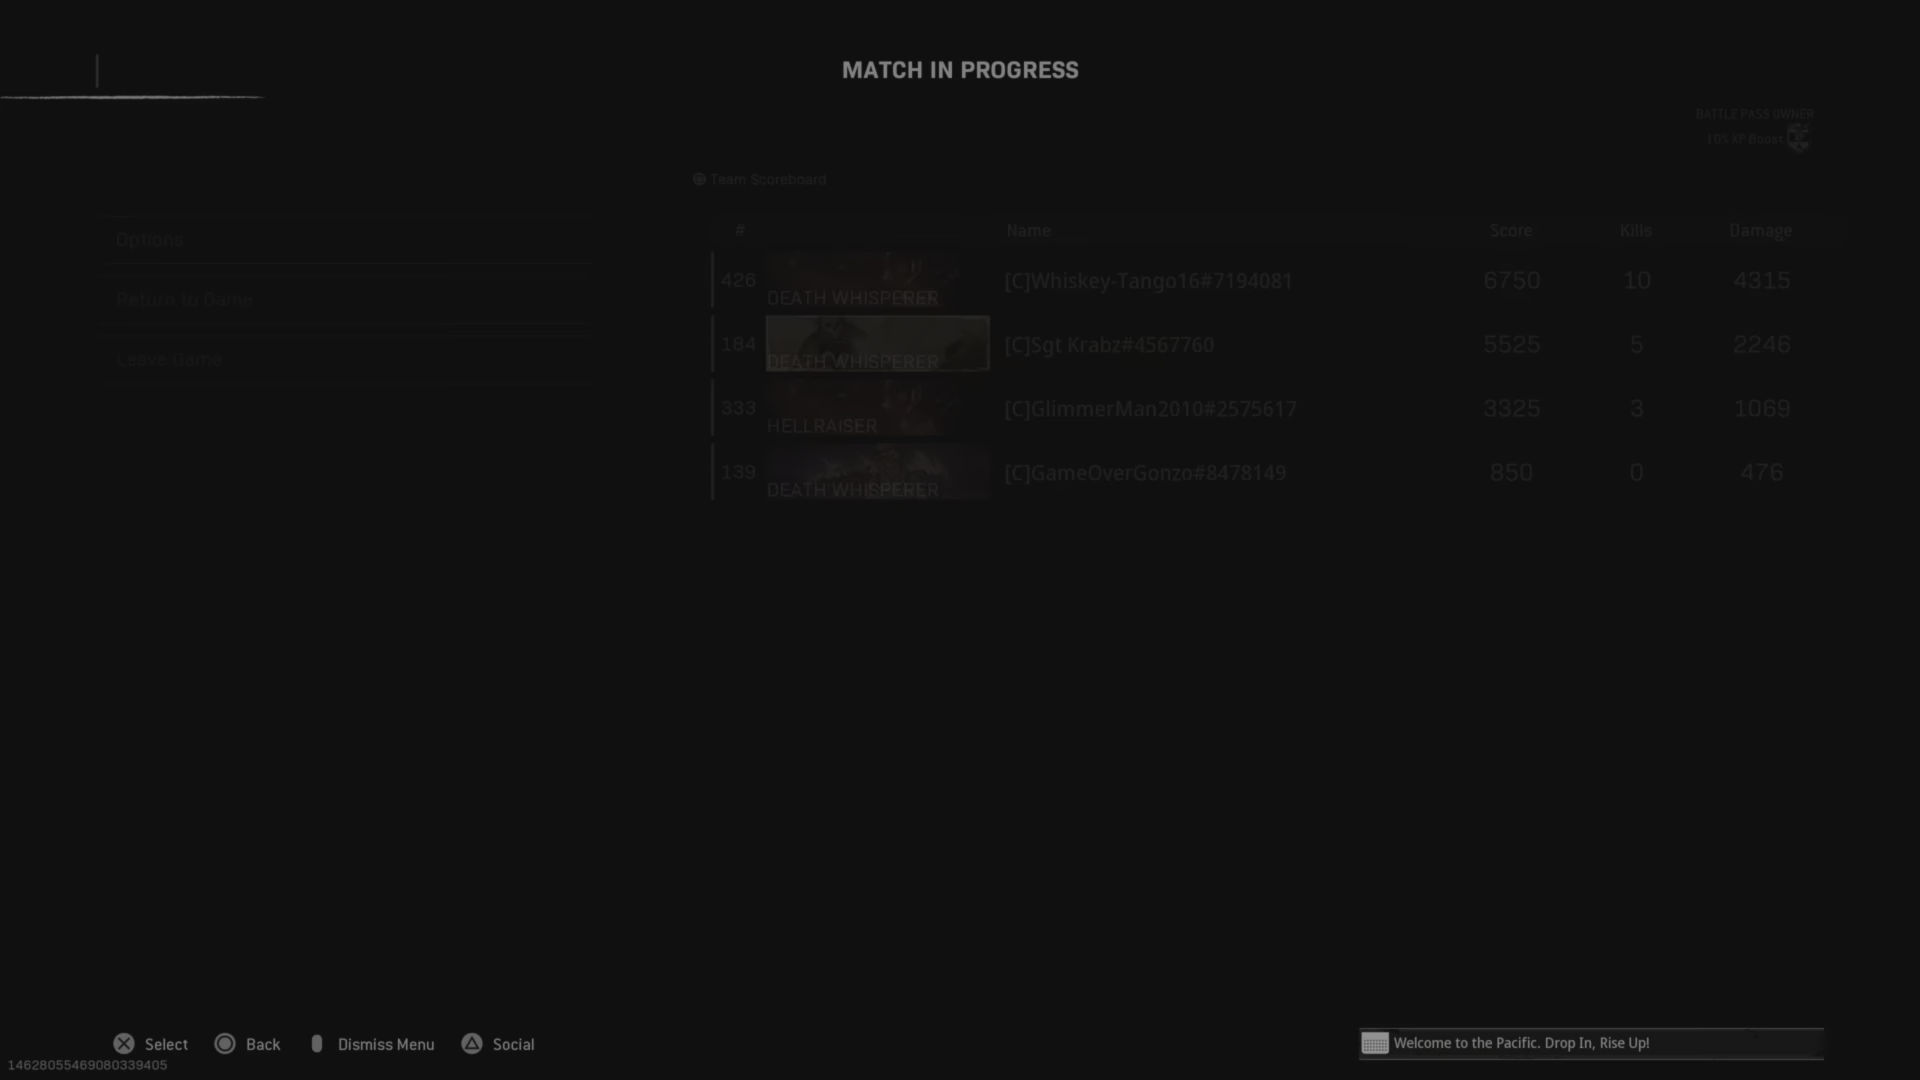 MATCH IN PROGRESS
BATTLE PASS OWNER
10% XP Boost
Team Scoreboard
Options
Return to Game
Leave Game
# Name Score Kills Damage
426 DEATH WHISPERER [C]Whiskey-Tango16#7194081 6750 10 4315
184 DEATH WHISPERER [C]Sgt Krabz#4567760 5525 5 2246
333 HELLRAISER [C]GlimmerMan2010#2575617 3325 3 1069
139 DEATH WHISPERER [C]GameOverGonzo#8478149 850 0 476
Select Back Dismiss Menu Social
Welcome to the Pacific. Drop In, Rise Up!
14628055469080339405